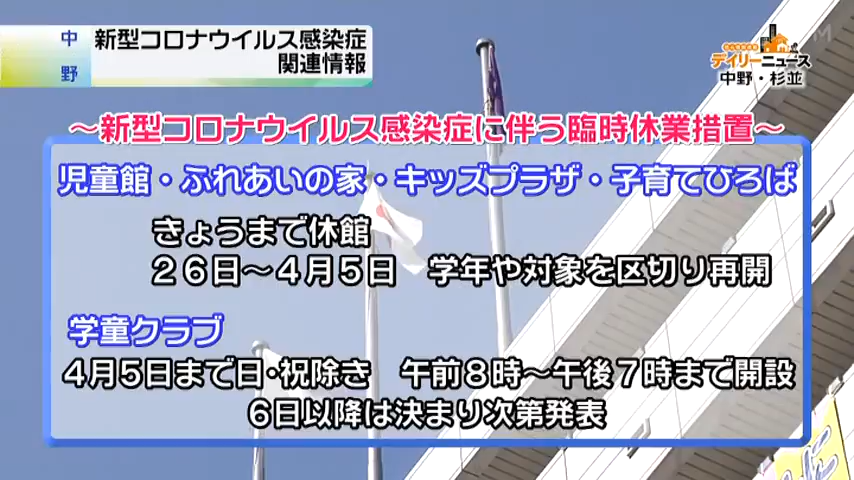 中野
新型コロナウイルス感染症
関連情報
デイリーニュース
中野・杉並
～新型コロナウイルス感染症に伴う臨時休業措置～
児童館・ふれあいの家・キッズプラザ・子育てひろば
きょうまで休館
２６日～４月５日　学年や対象を区切り再開
学童クラブ
４月５日まで日・祝除き　午前８時～午後７時まで開設
６日以降は決まり次第発表